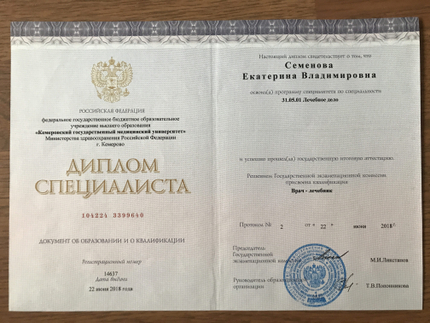 РОССИЙСКАЯ ФЕДЕРАЦИЯ
федеральное государственное бюджетное образовательное
учреждение высшего образования
«Кемеровский государственный медицинский университет»
Министерства здравоохранения Российской Федерации
г. Кемерово
ДИПЛОМ
СПЕЦИАЛИСТА
104224 3399640
ДОКУМЕНТ ОБ ОБРАЗОВАНИИ И О КВАЛИФИКАЦИИ
Регистрационный номер
14637
Дата выдачи
22 июня 2018 года
Настоящий диплом свидетельствует о том, что
Семенова
Екатерина Владимировна
освоил(а) программу специалитета по специальности
31.05.01 Лечебное дело
и успешно прошел(ла) государственную итоговую аттестацию
Решением Государственной экзаменационной комиссии
присвоена квалификация
Врач - лечебник
Протокол № 2 от « 22 » июня 2018 г.
Председатель
Государственной
экзаменационной комиссии
Руководитель образовательной
организации
Т.В.Попонникова